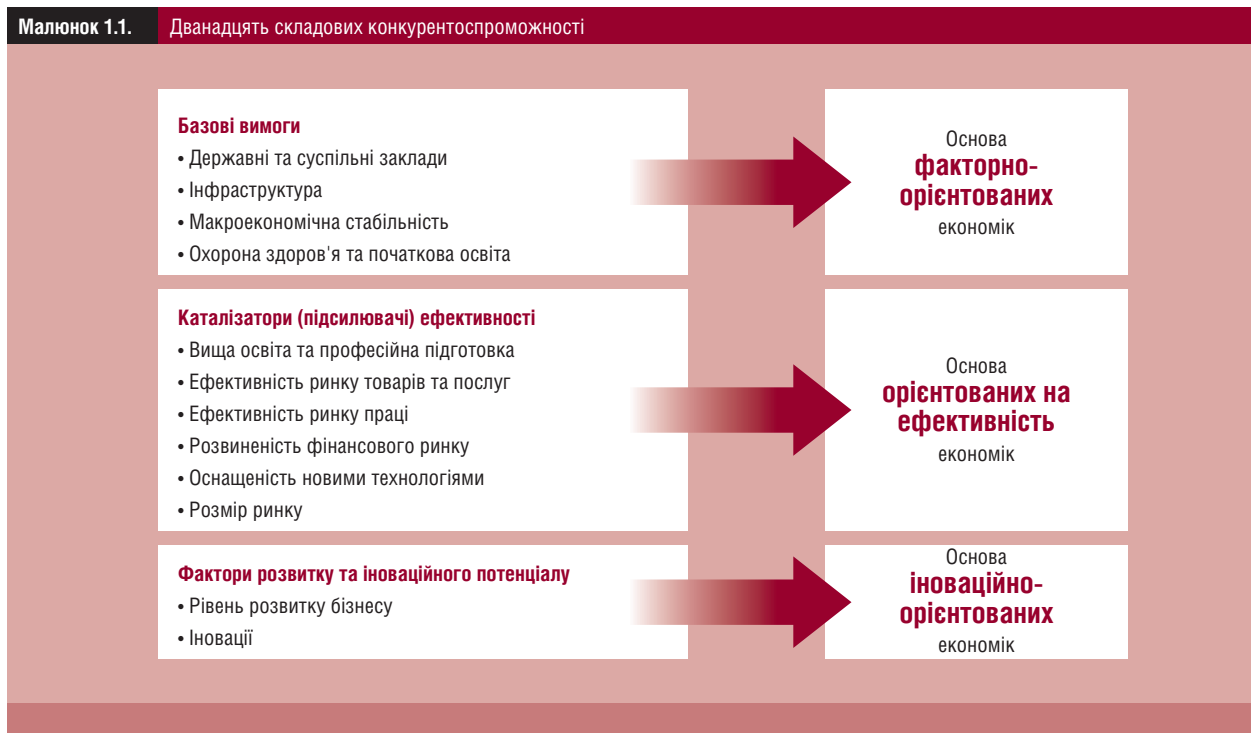 Малюнок 1.1. Дванадцять складових конкурентоспроможності
Базові вимоги
• Державні та суспільні заклади
• Інфраструктура
• Макроекономічна стабільність
• Охорона здоров'я та початкова освіта
Основа
факторно-
орієнтованих
економік
Каталізатори (підсилювачі) ефективності
• Вища освіта та професійна підготовка
• Ефективність ринку товарів та послуг
• Ефективність ринку праці
• Розвиненість фінансового ринку
• Оснащеність новими технологіями
• Розмір ринку
Основа
орієнтованих на
ефективність
економік
Фактори розвитку та іноваційного потенціалу
• Рівень розвитку бізнесу
• Іновації
Основа
іноваційно-
орієнтованих
економік